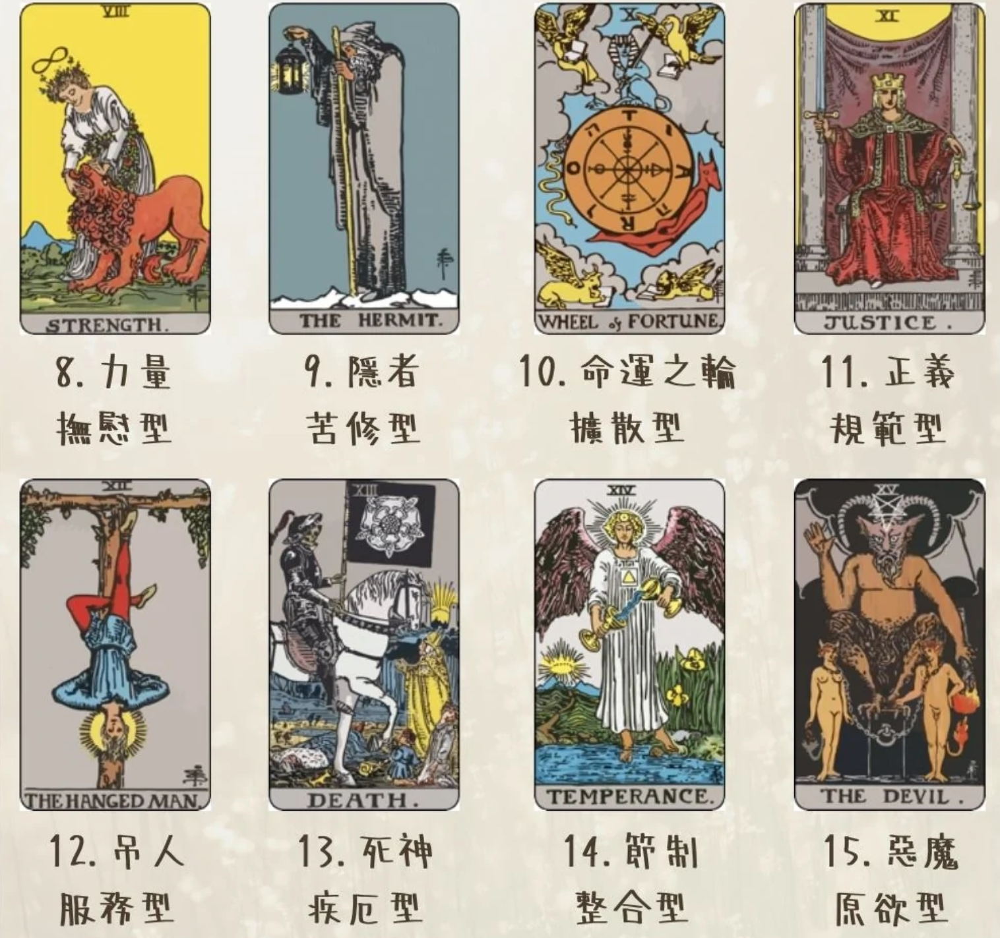 VIII
X
XI
STRENGTH.
THE HERMIT.
WHEEL of FORTUNE.
JUSTICE.
8. 力量
9. 隱者
10. 命運之輪
11. 正義
撫慰型
苦修型
擴散型
規範型
XII
XIII
XIV
XV
THE HANGED MAN.
DEATH.
TEMPERANCE.
THE DEVIL.
12. 吊人
13. 死神
14. 節制
15. 惡魔
服務型
疾厄型
整合型
原欲型